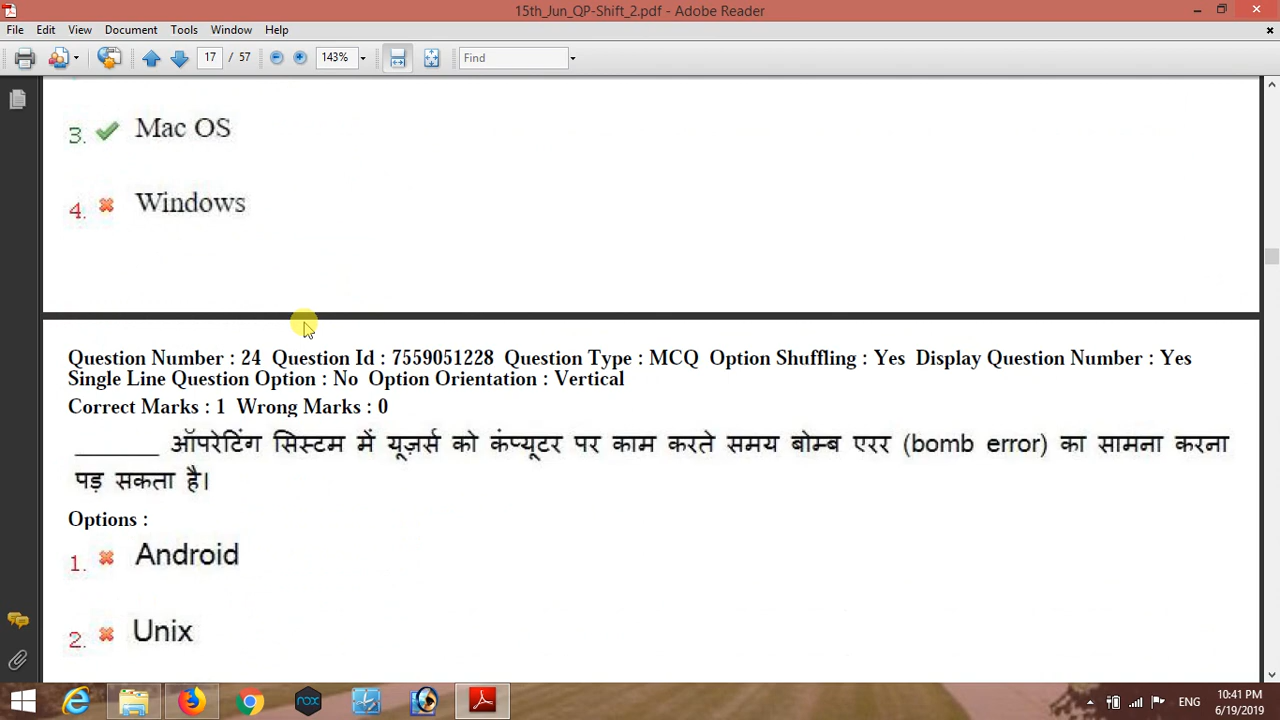 15th_Jun_QP-Shift_2.pdf - Adobe Reader
File Edit View Document Tools Window Help
17 / 57 143% Find
3. Mac OS
4. Windows
Question Number : 24 Question Id : 7559051228 Question Type : MCQ Option Shuffling : Yes Display Question Number : Yes
Single Line Question Option : No Option Orientation : Vertical
Correct Marks : 1 Wrong Marks : 0
_______ ऑपरेटिंग सिस्टम में यूज़र्स को कंप्यूटर पर काम करते समय बोम्ब एरर (bomb error) का सामना करना
पड़ सकता है।
Options :
1. Android
2. Unix
nox
ENG
10:41 PM
6/19/2019